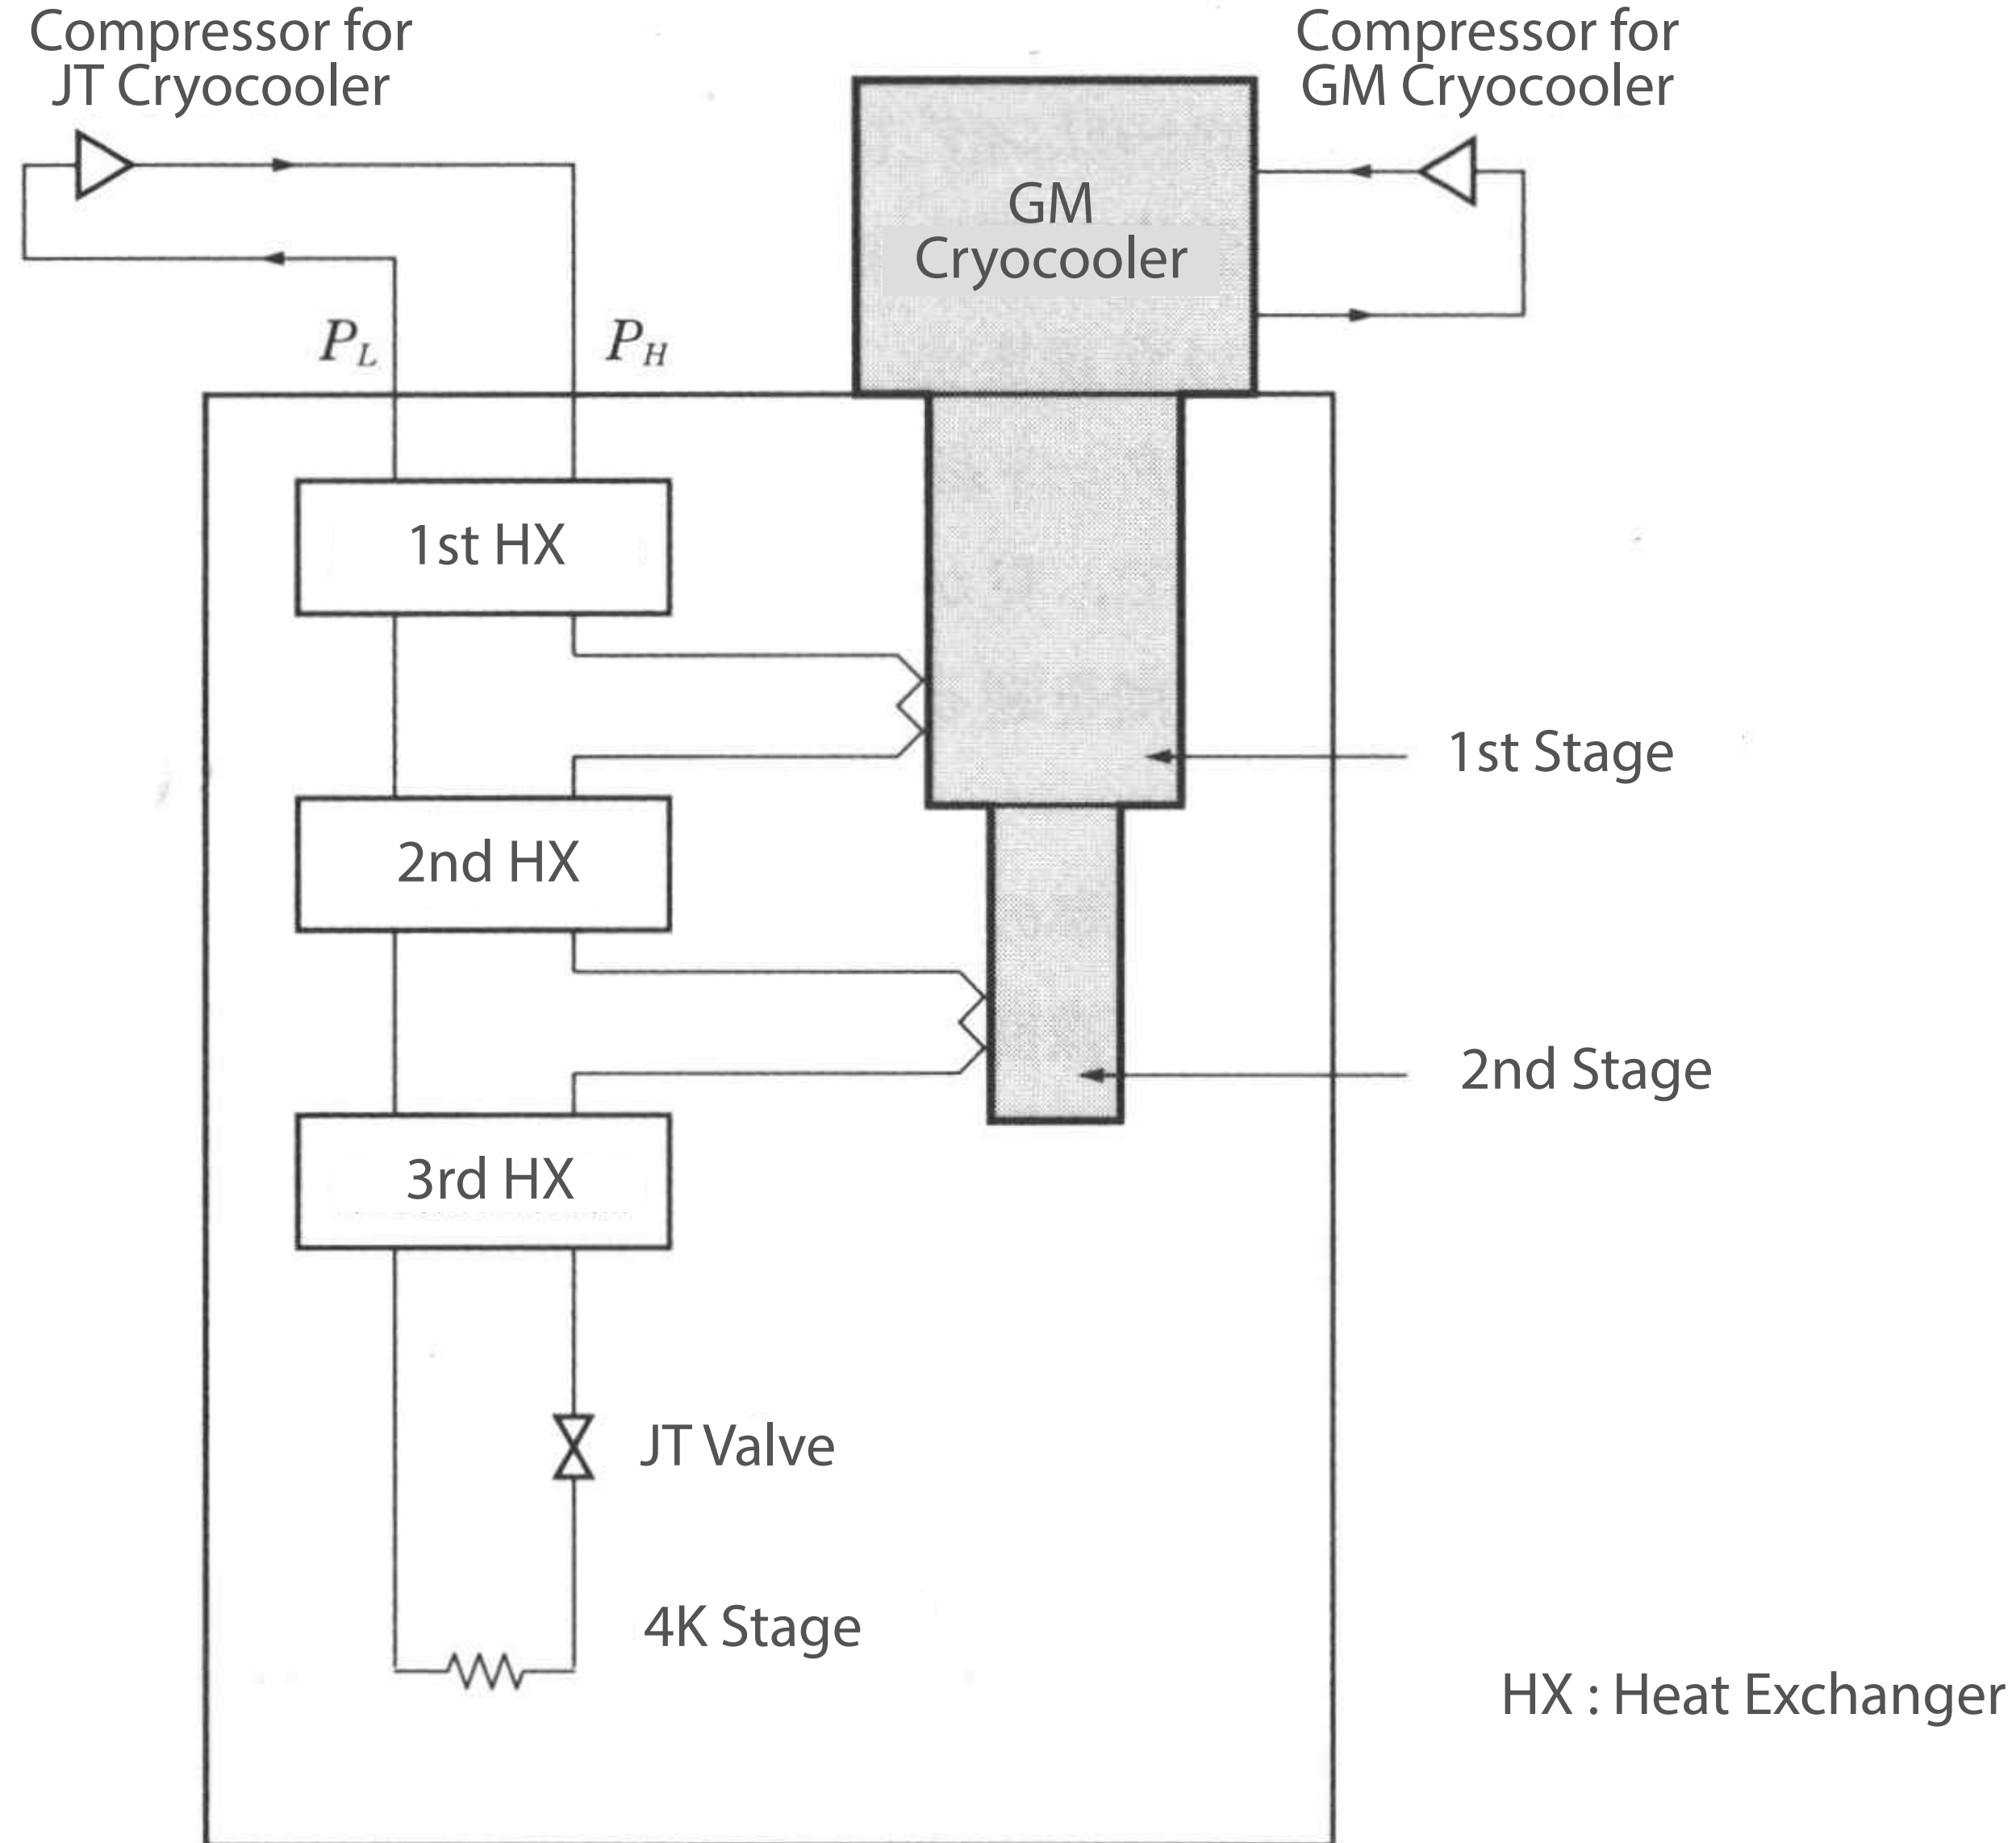 Compressor for
JT Cryocooler
Compressor for
GM Cryocooler
GM
Cryocooler
P_L
P_H
1st HX
1st Stage
2nd HX
2nd Stage
3rd HX
JT Valve
4K Stage
HX : Heat Exchanger